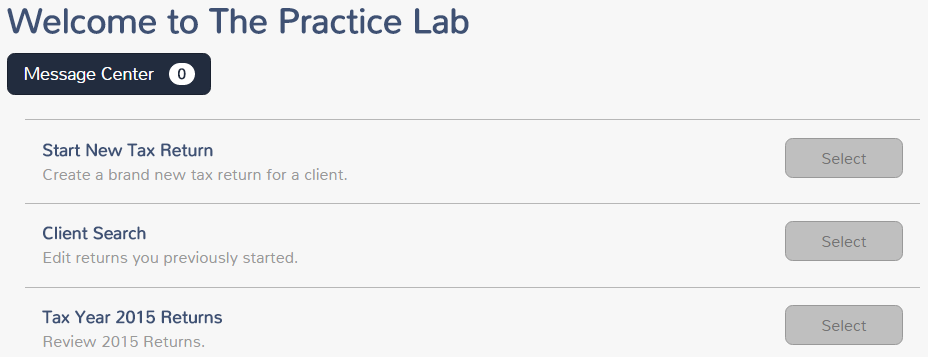 Welcome to The Practice Lab
Message Center 0
Start New Tax Return
Create a brand new tax return for a client.
Select
Client Search
Edit returns you previously started.
Select
Tax Year 2015 Returns
Review 2015 Returns.
Select